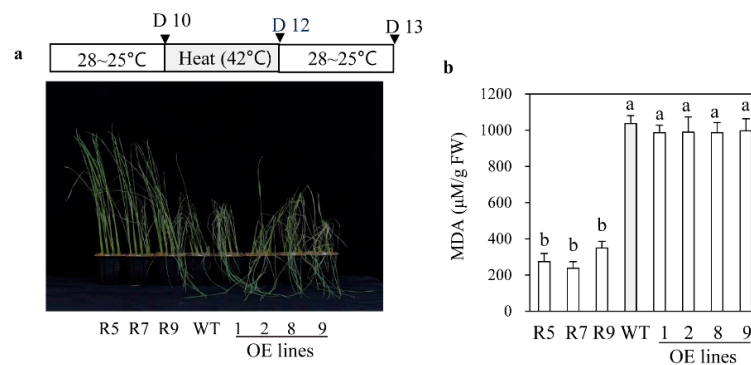 D 10 D 12 D 13
a 28~25°C Heat (42°C) 28~25°C
R5 R7 R9 WT 1 2 8 9
OE lines
b
MDA (μM/g FW)
1200
1000
800
600
400
200
0
b b b a a a a a
R5 R7 R9 WT 1 2 8 9
OE lines